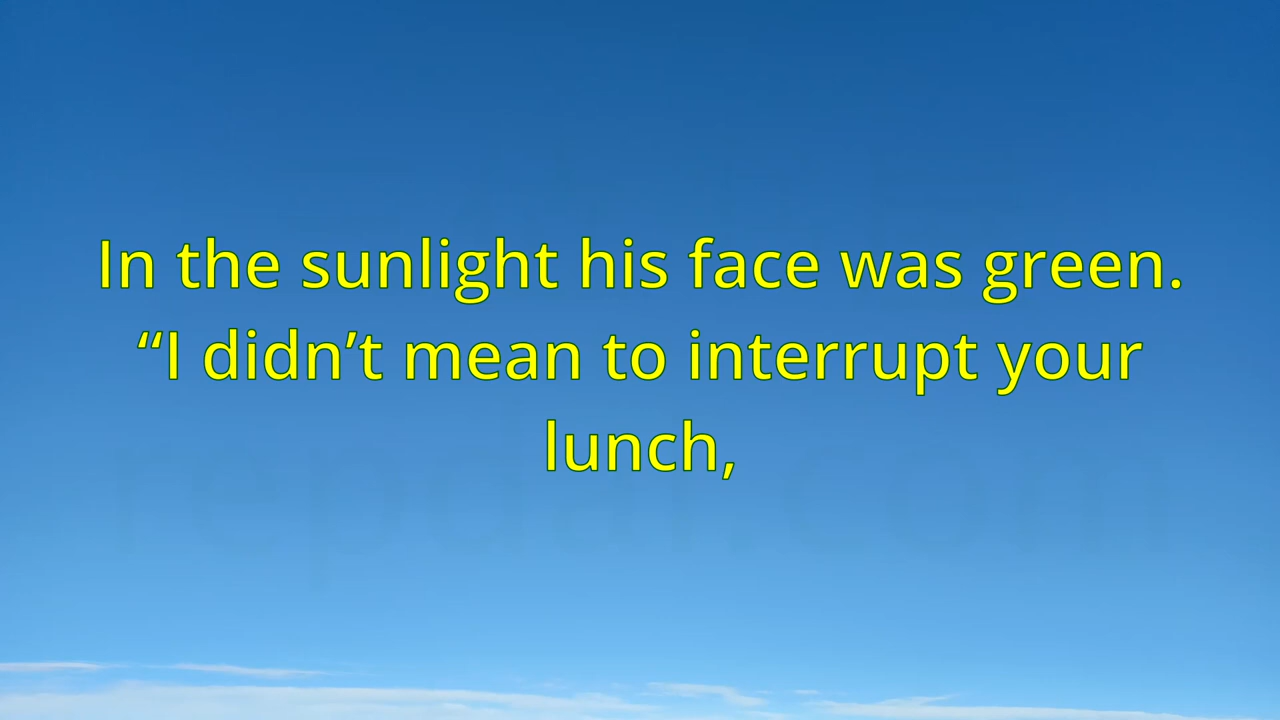 In the sunlight his face was green.
“I didn’t mean to interrupt your
lunch,